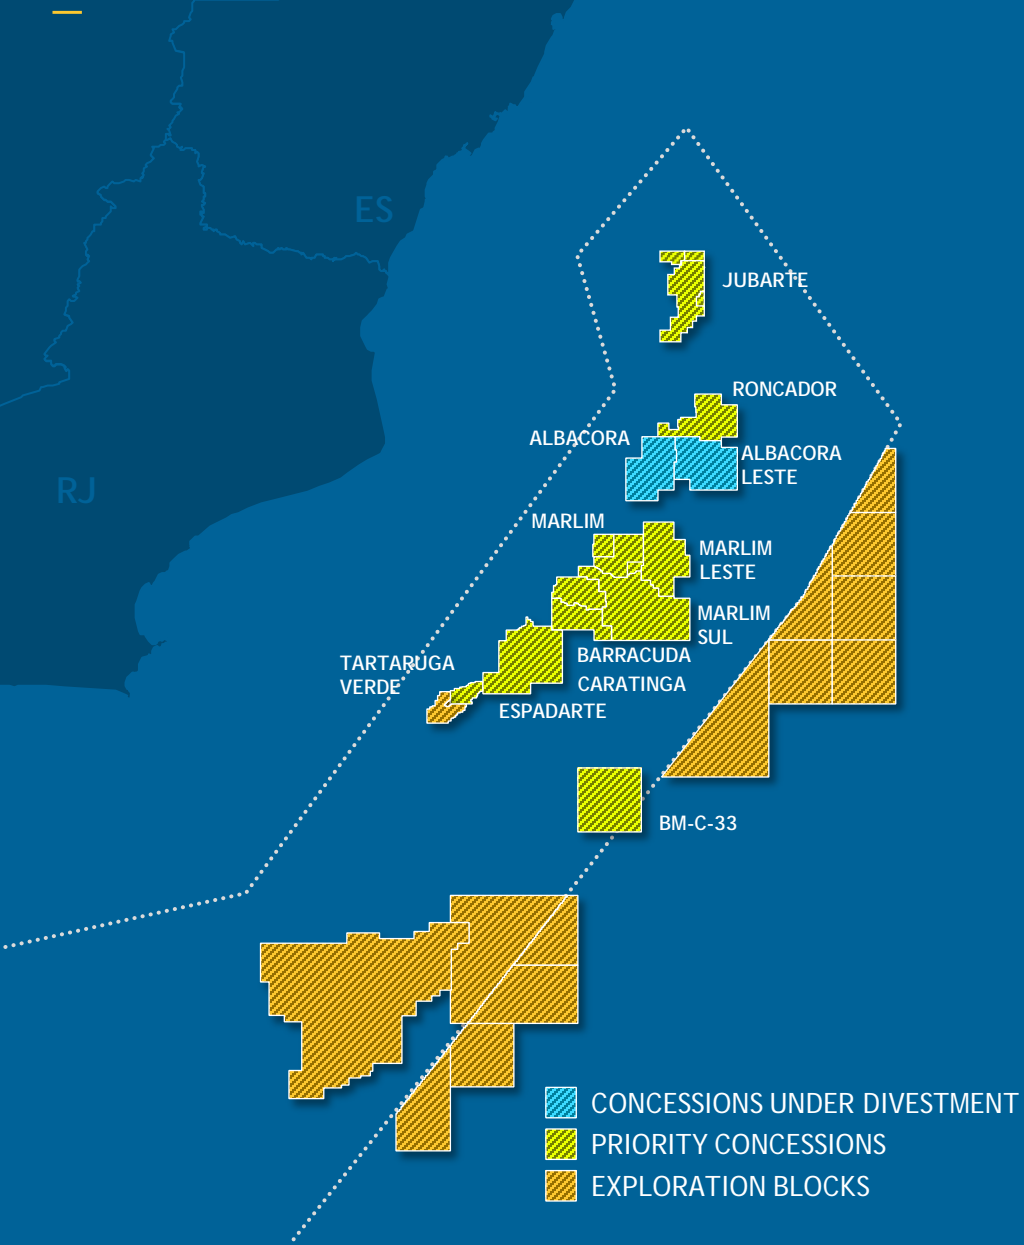 ES
JUBARTE
RONCADOR
ALBACORA
ALBACORA
LESTE
RJ
MARLIM
MARLIM
LESTE
MARLIM
SUL
BARRACUDA
TARTARUGA
VERDE
CARATINGA
ESPADARTE
BM-C-33
CONCESSIONS UNDER DIVESTMENT
PRIORITY CONCESSIONS
EXPLORATION BLOCKS